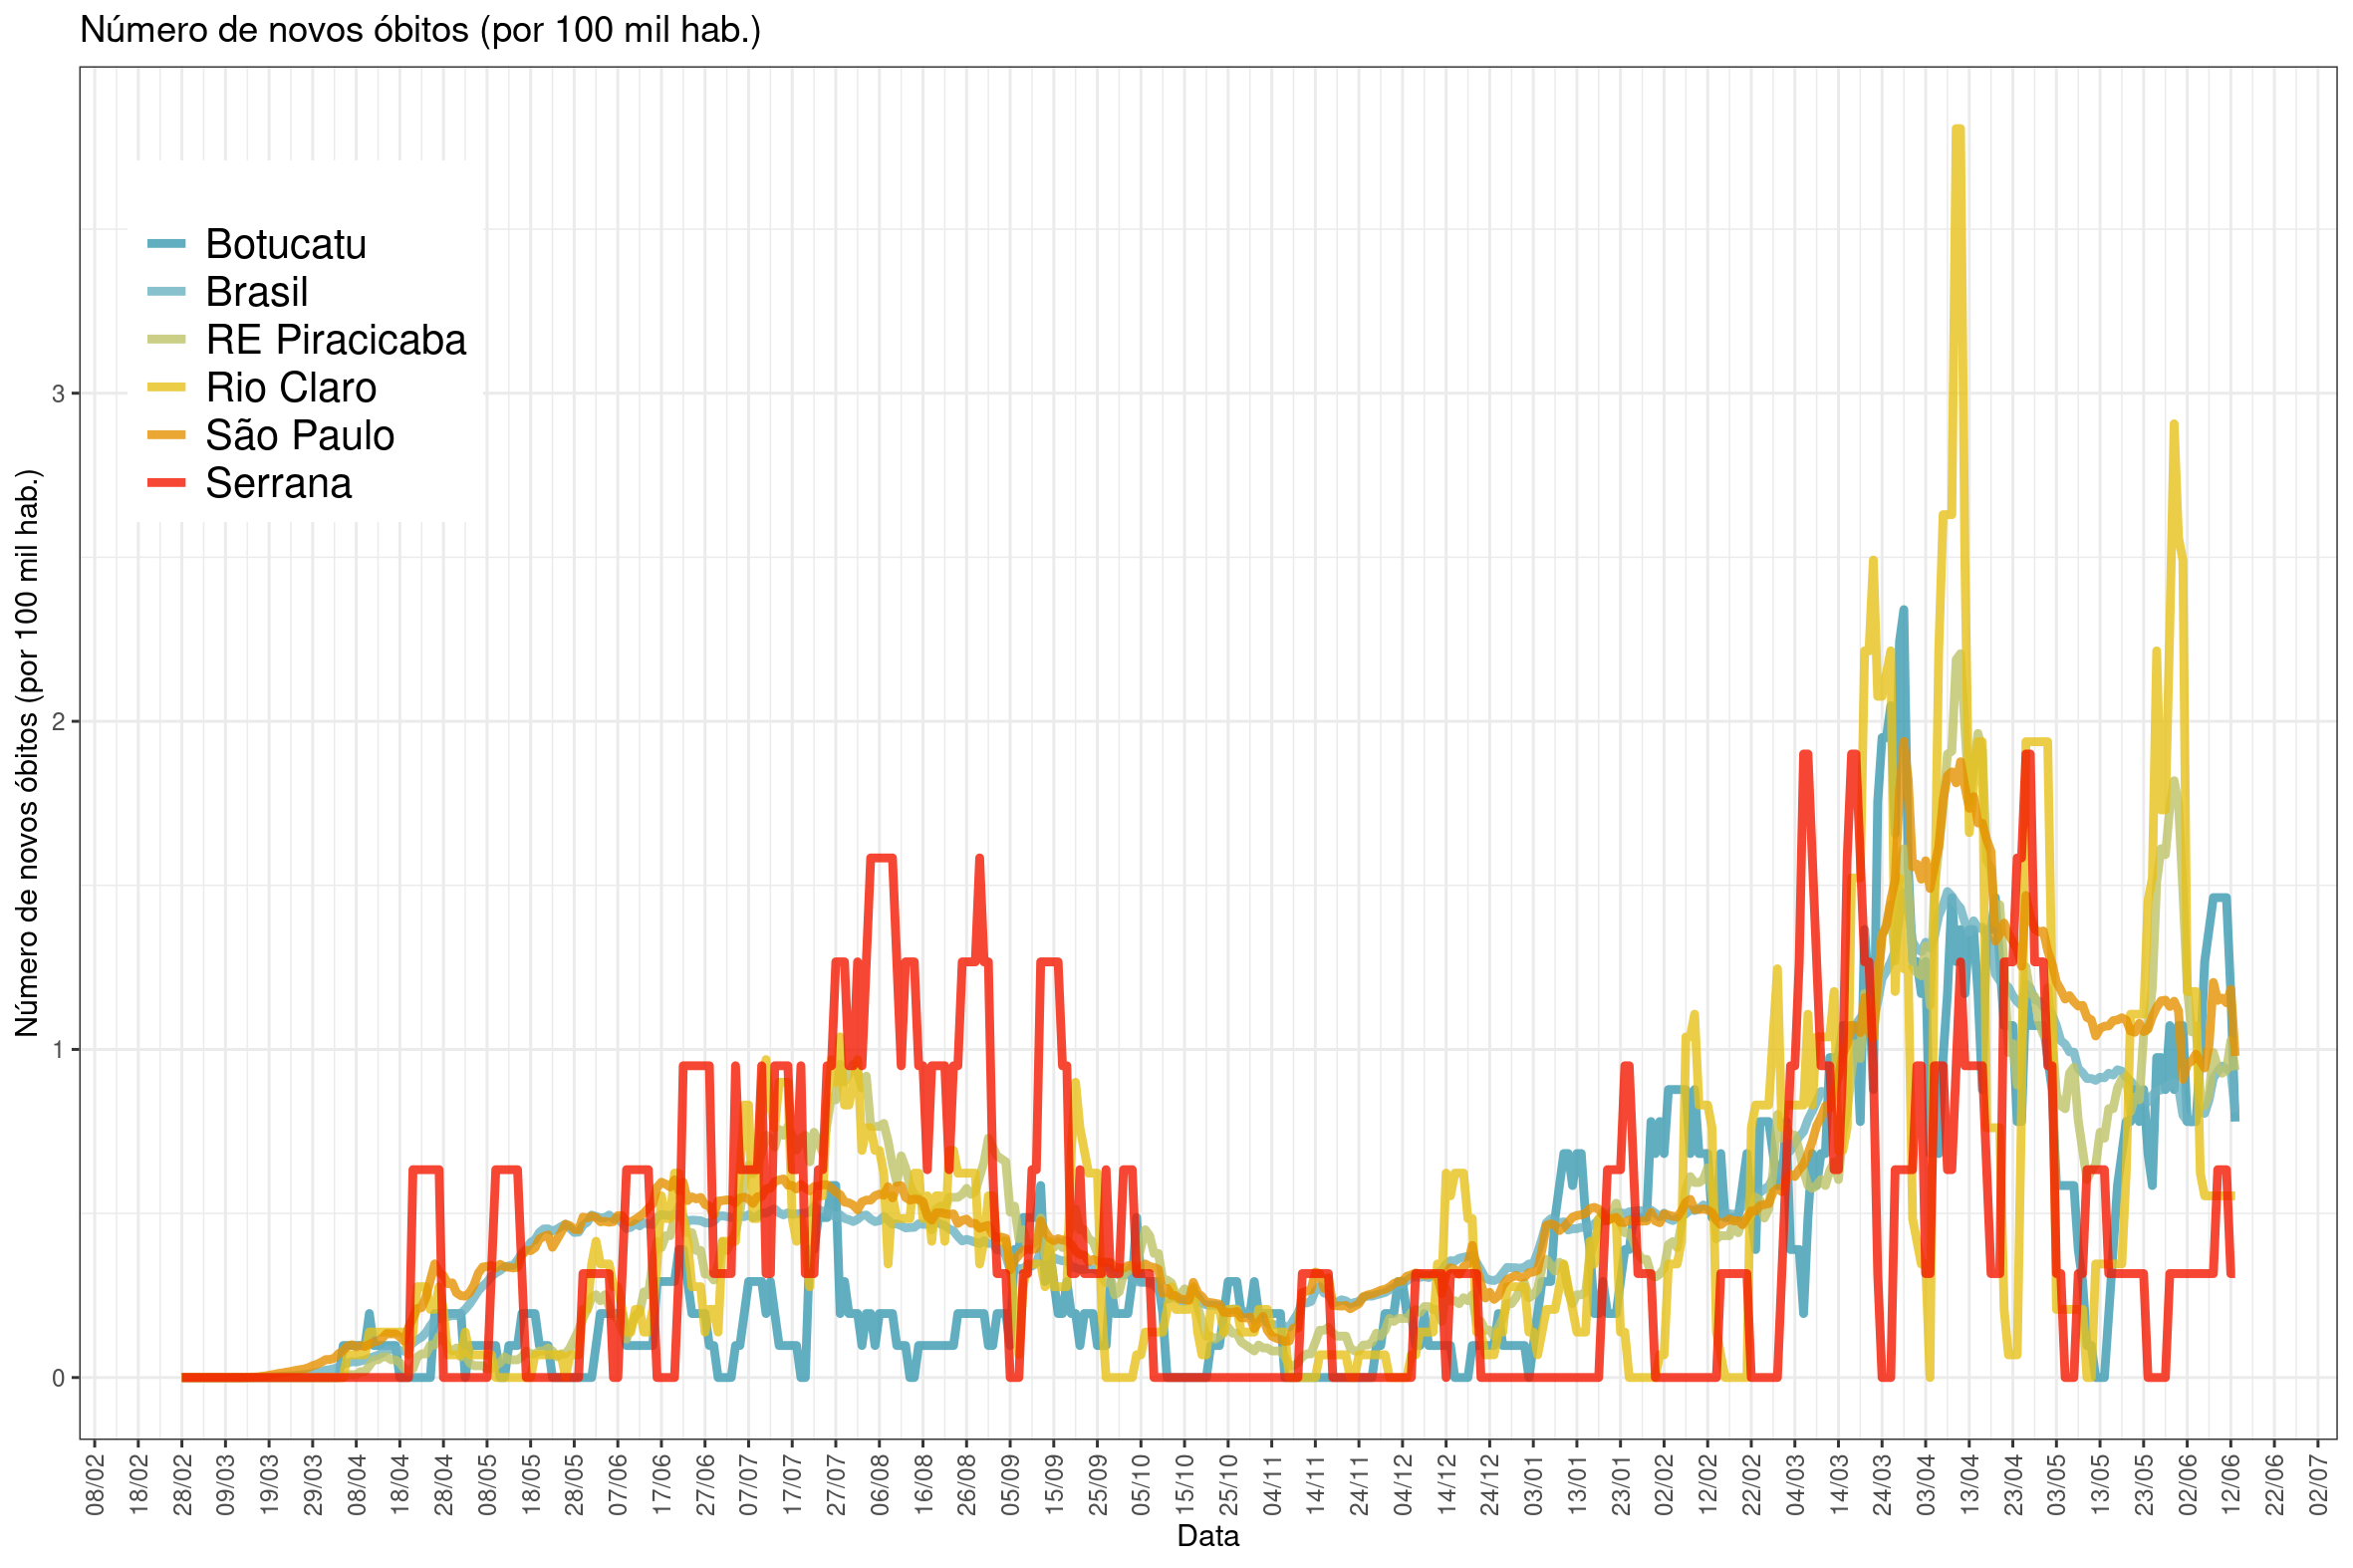 Número de novos óbitos (por 100 mil hab.)
Número de novos óbitos (por 100 mil hab.)
Botucatu
Brasil
RE Piracicaba
Rio Claro
São Paulo
Serrana
3
2
1
0
08/02 18/02 28/02 09/03 19/03 29/03 08/04 18/04 28/04 08/05 18/05 28/05 07/06 17/06 27/06 07/07 17/07 27/07 06/08 16/08 26/08 05/09 15/09 25/09 05/10 15/10 25/10 04/11 14/11 24/11 04/12 14/12 24/12 03/01 13/01 23/01 02/02 12/02 22/02 04/03 14/03 24/03 03/04 13/04 23/04 03/05 13/05 23/05 02/06 12/06 22/06 02/07
Data